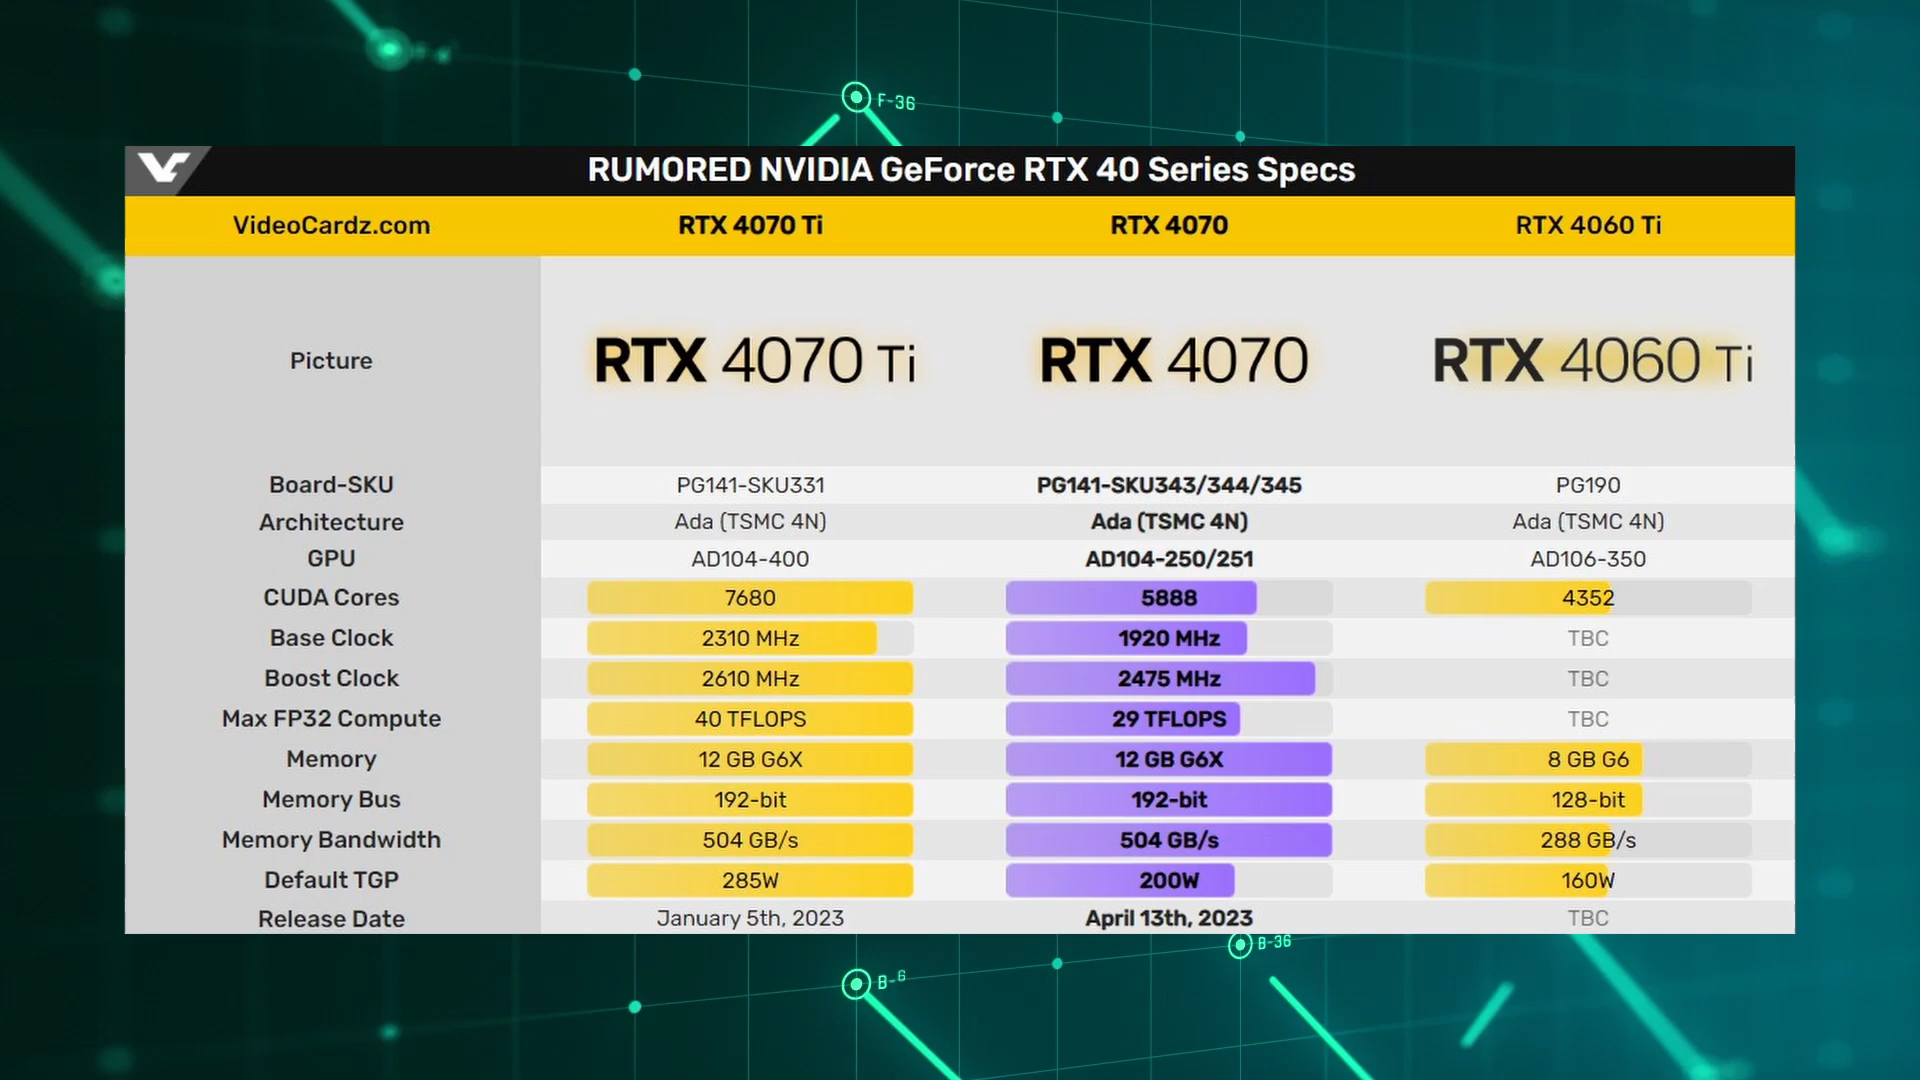 F-36
RUMORED NVIDIA GeForce RTX 40 Series Specs
VideoCardz.com RTX 4070 Ti RTX 4070 RTX 4060 Ti
Picture RTX 4070 Ti RTX 4070 RTX 4060 Ti
Board-SKU PG141-SKU331 PG141-SKU343/344/345 PG190
Architecture Ada (TSMC 4N) Ada (TSMC 4N) Ada (TSMC 4N)
GPU AD104-400 AD104-250/251 AD106-350
CUDA Cores 7680 5888 4352
Base Clock 2310 MHz 1920 MHz TBC
Boost Clock 2610 MHz 2475 MHz TBC
Max FP32 Compute 40 TFLOPS 29 TFLOPS TBC
Memory 12 GB G6X 12 GB G6X 8 GB G6
Memory Bus 192-bit 192-bit 128-bit
Memory Bandwidth 504 GB/s 504 GB/s 288 GB/s
Default TGP 285W 200W 160W
Release Date January 5th, 2023 April 13th, 2023 TBC
B-36
B-6